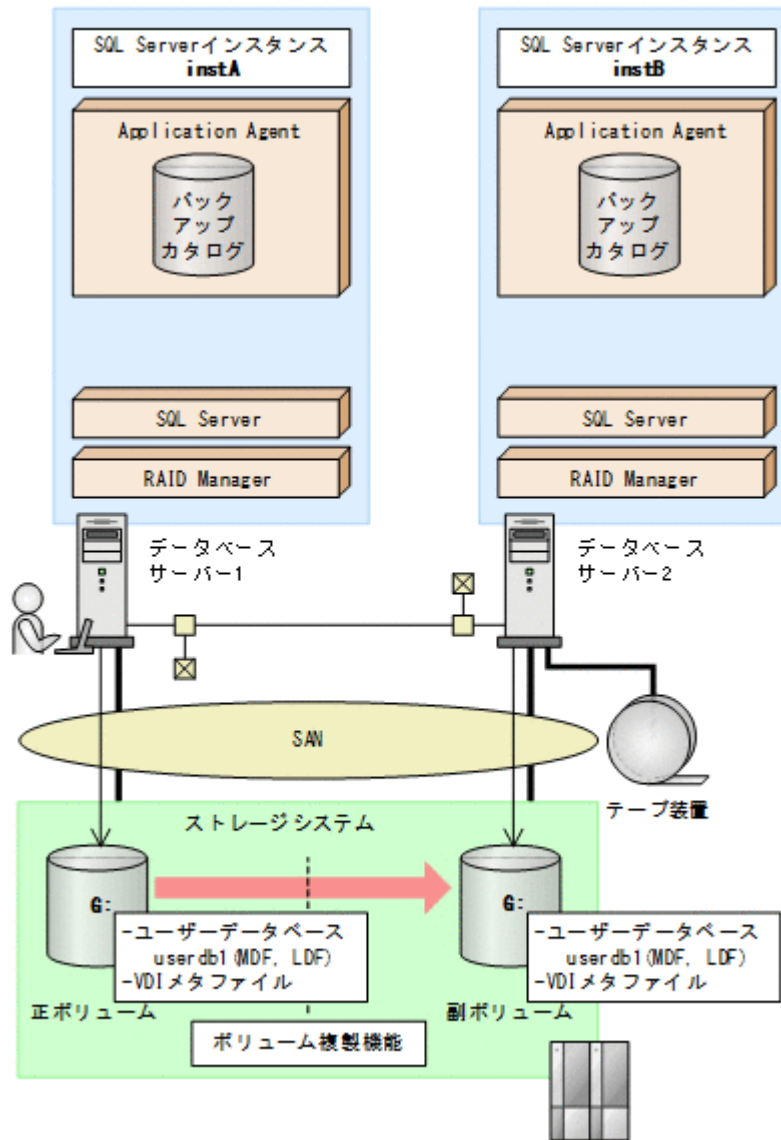 SQL Serverインスタンス
instA
Application Agent
バック
アップ
カタログ
SQL Server
RAID Manager
SQL Serverインスタンス
instB
Application Agent
バック
アップ
カタログ
SQL Server
RAID Manager
データベース
サーバー1
データベース
サーバー2
SAN
テープ装置
ストレージシステム
G:
-ユーザーデータベース
userdb1(MDF, LDF)
-VDIメタファイル
正ボリューム
G:
-ユーザーデータベース
userdb1(MDF, LDF)
-VDIメタファイル
副ボリューム
ボリューム複製機能